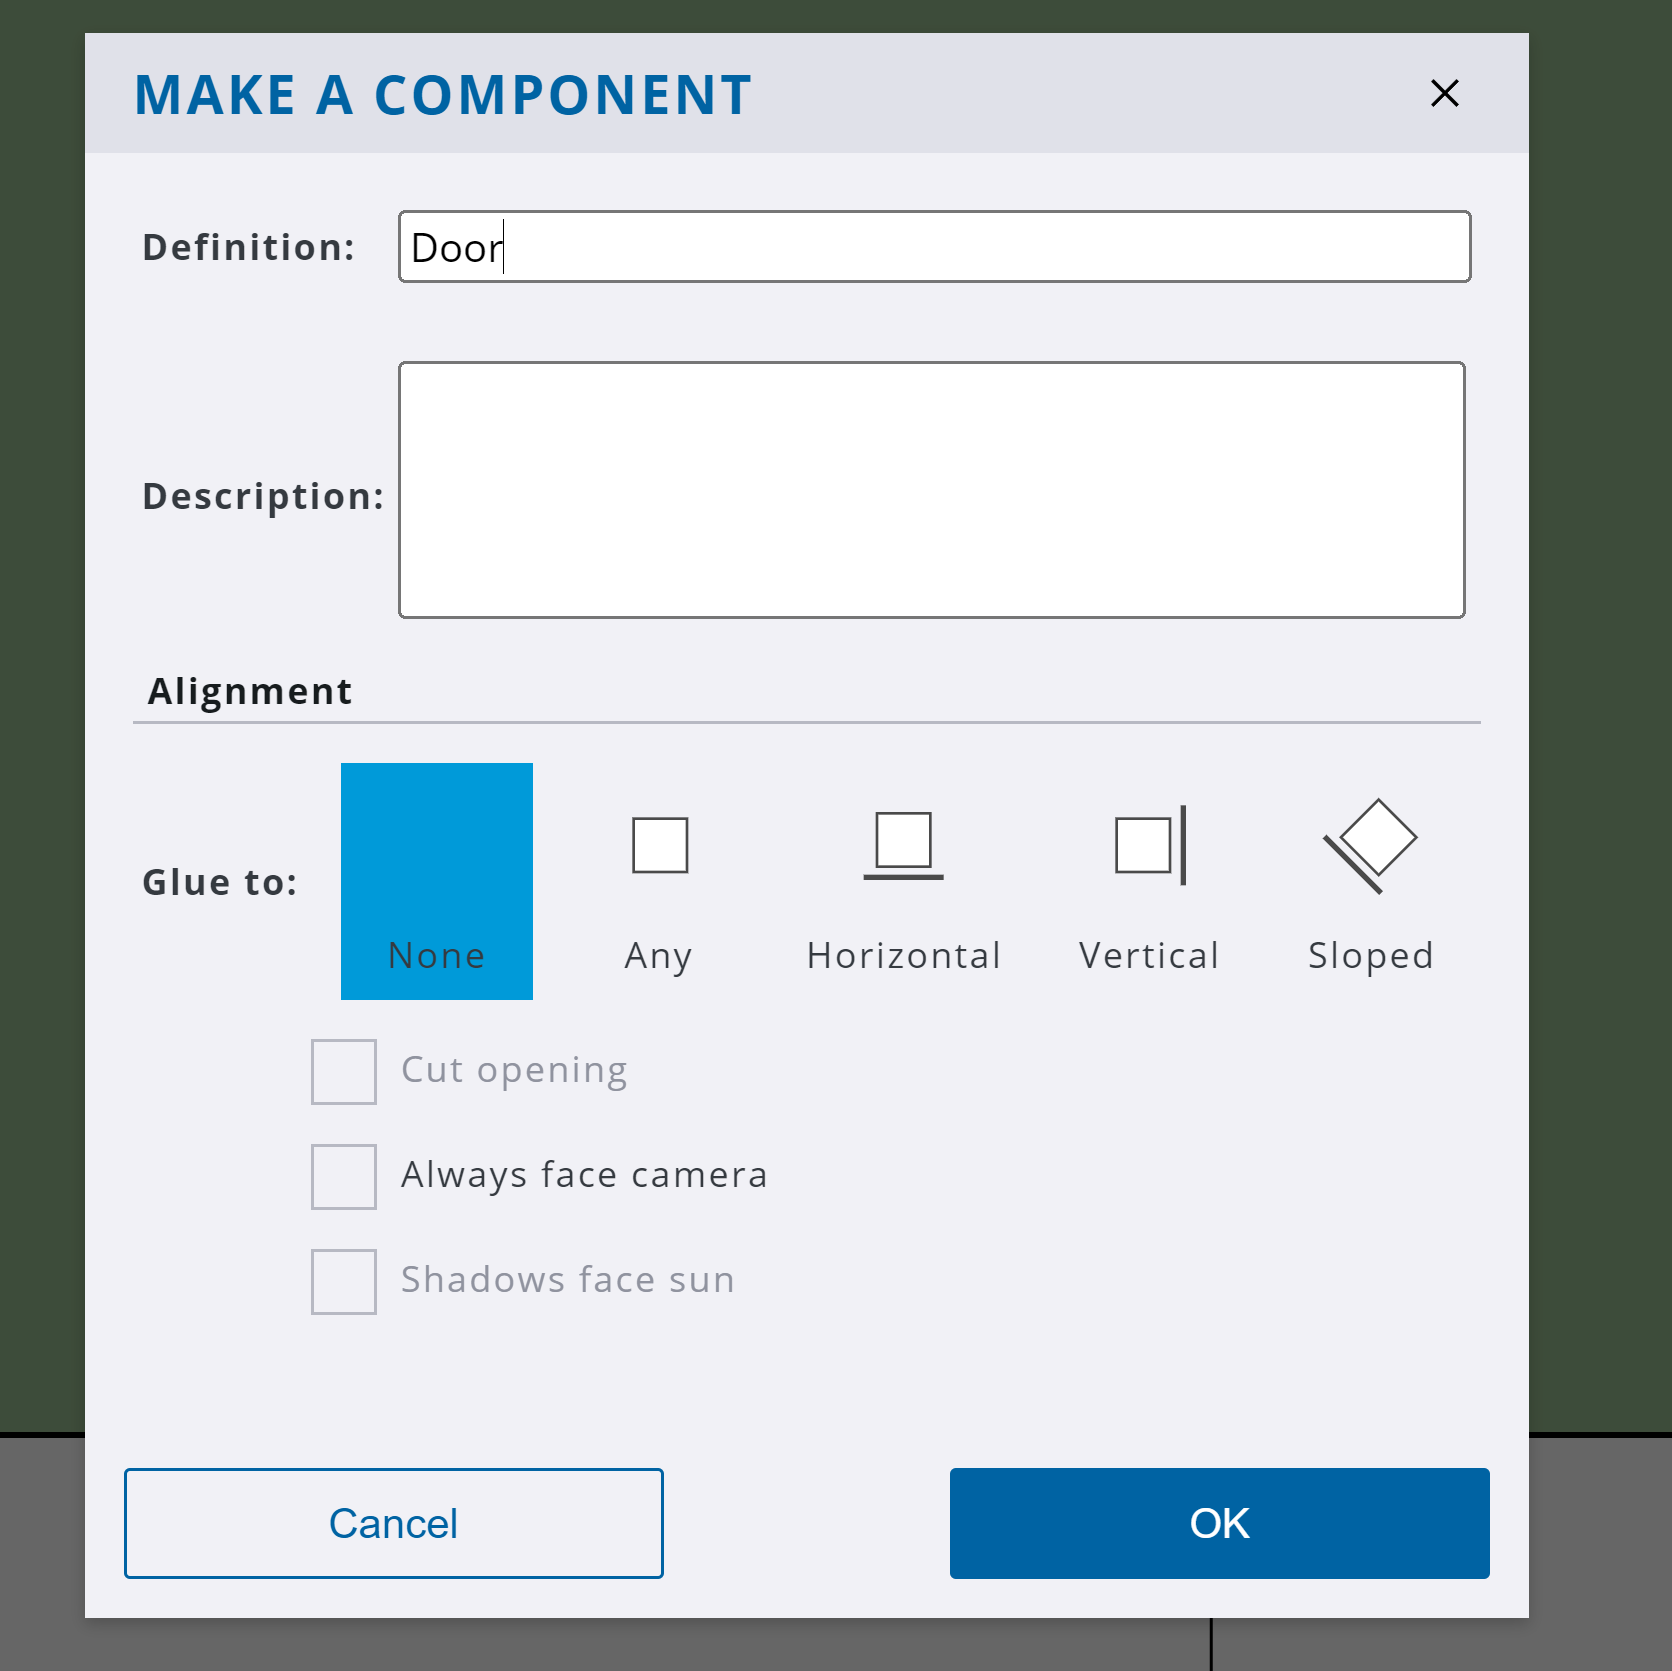 MAKE A COMPONENT
Definition: Door
Description:
Alignment
Glue to: None Any Horizontal Vertical Sloped
Cut opening
Always face camera
Shadows face sun
Cancel OK